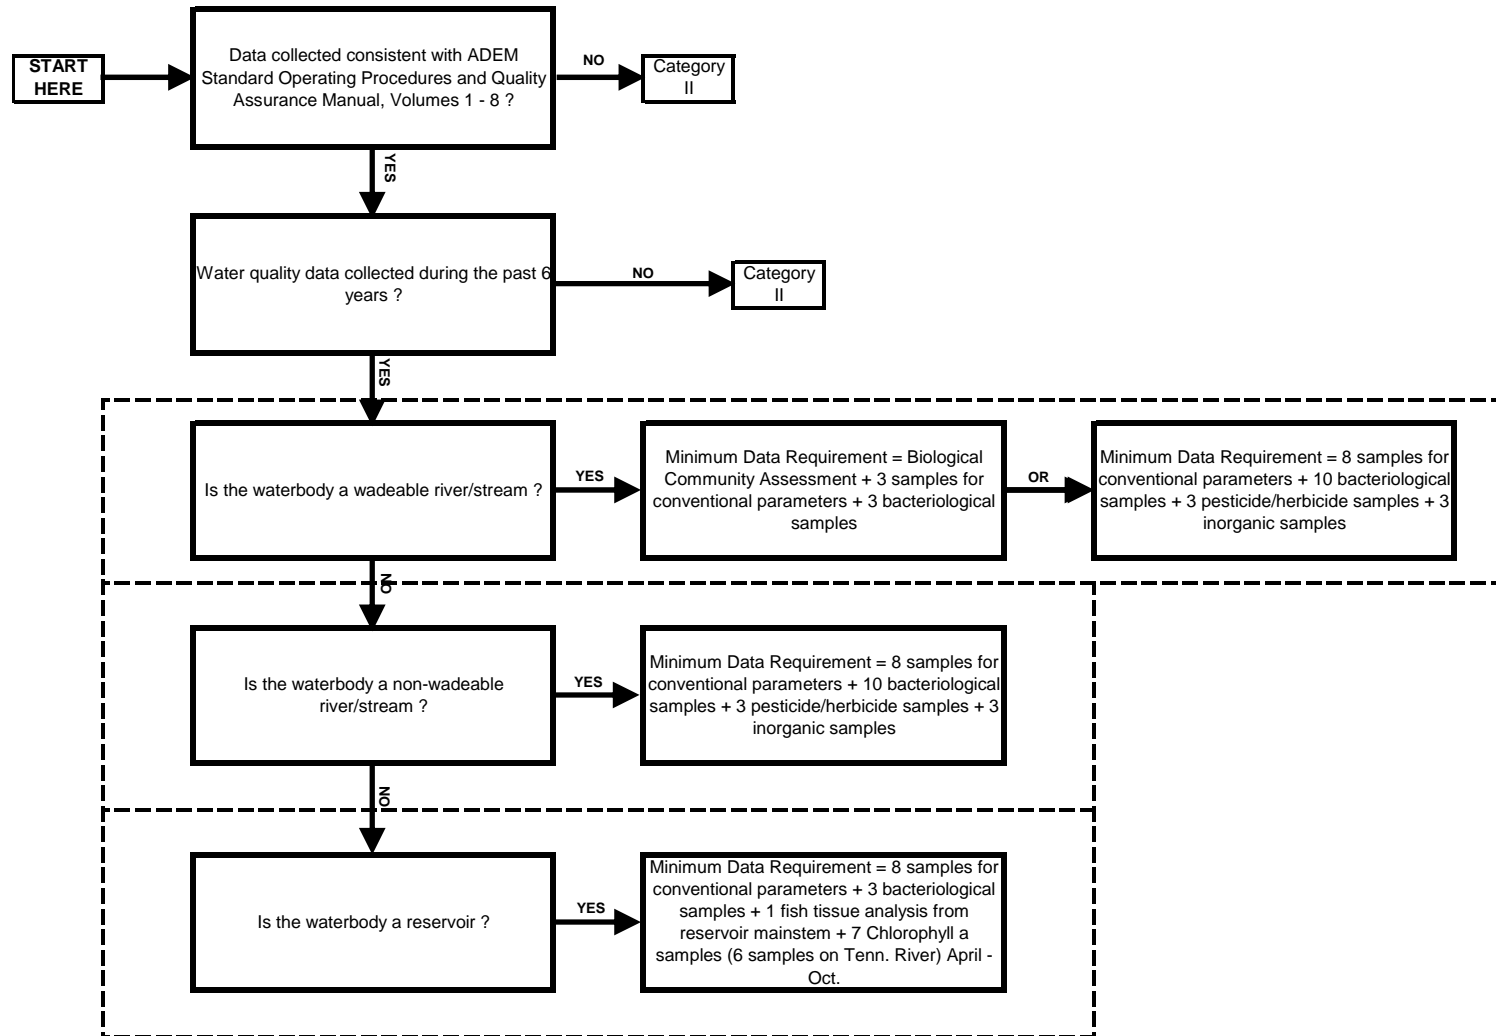 START
HERE
Data collected consistent with ADEM
Standard Operating Procedures and Quality
Assurance Manual, Volumes 1 - 8 ?
NO
Category
II
YES
Water quality data collected during the past 6
years ?
NO
Category
II
YES
Is the waterbody a wadeable river/stream ?
YES
Minimum Data Requirement = Biological
Community Assessment + 3 samples for
conventional parameters + 3 bacteriological
samples
OR
Minimum Data Requirement = 8 samples for
conventional parameters + 10 bacteriological
samples + 3 pesticide/herbicide samples + 3
inorganic samples
NO
Is the waterbody a non-wadeable
river/stream ?
YES
Minimum Data Requirement = 8 samples for
conventional parameters + 10 bacteriological
samples + 3 pesticide/herbicide samples + 3
inorganic samples
NO
Is the waterbody a reservoir ?
YES
Minimum Data Requirement = 8 samples for
conventional parameters + 3 bacteriological
samples + 1 fish tissue analysis from
reservoir mainstem + 7 Chlorophyll a
samples (6 samples on Tenn. River) April -
Oct.